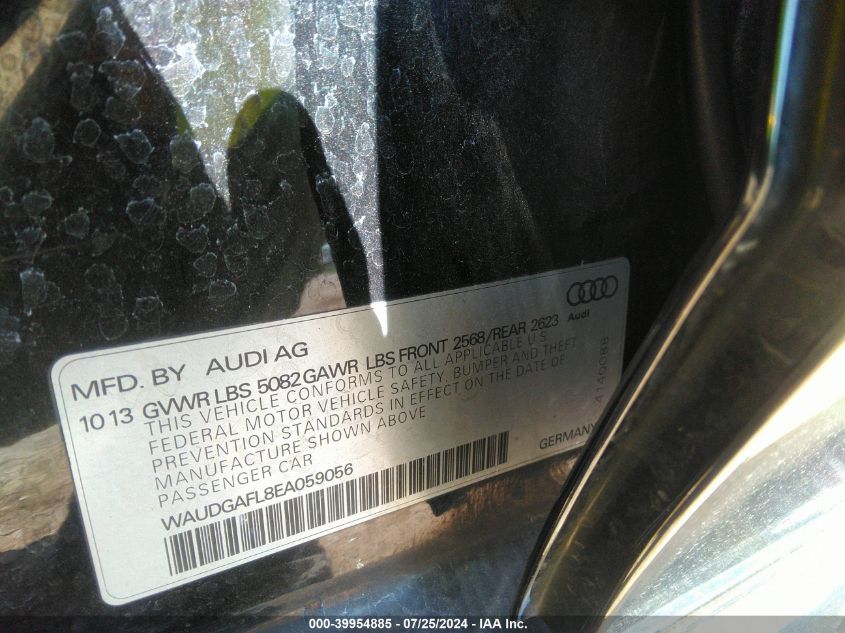 Audi
MFD. BY AUDI AG
10 13 GVWR LBS 5082 GAWR LBS FRONT 2568/REAR 2623
THIS VEHICLE CONFORMS TO ALL APPLICABLE U S
FEDERAL MOTOR VEHICLE SAFETY, BUMPER AND THEFT
PREVENTION STANDARDS IN EFFECT ON THE DATE OF
MANUFACTURE SHOWN ABOVE
PASSENGER CAR
4140088
GERMANY
WAUDGAFL8EA059056
000-39954885 / 07/25/2024 - IAA Inc.